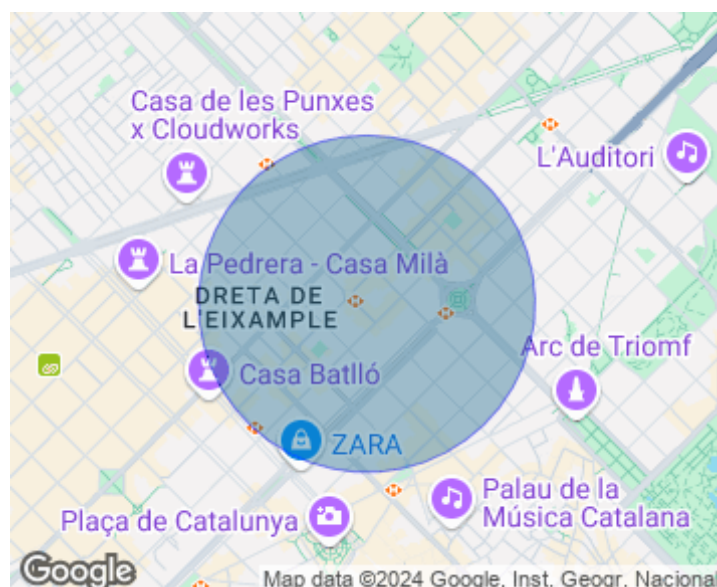 Casa de les Punxes
x Cloudworks
L'Auditori
La Pedrera - Casa Milà
DRETA DE
L'EIXAMPLE
Arc de Triomf
Casa Batlló
ZARA
Palau de la
Música Catalana
Plaça de Catalunya
Google
Map data ©2024 Google, Inst. Geogr. Nacional